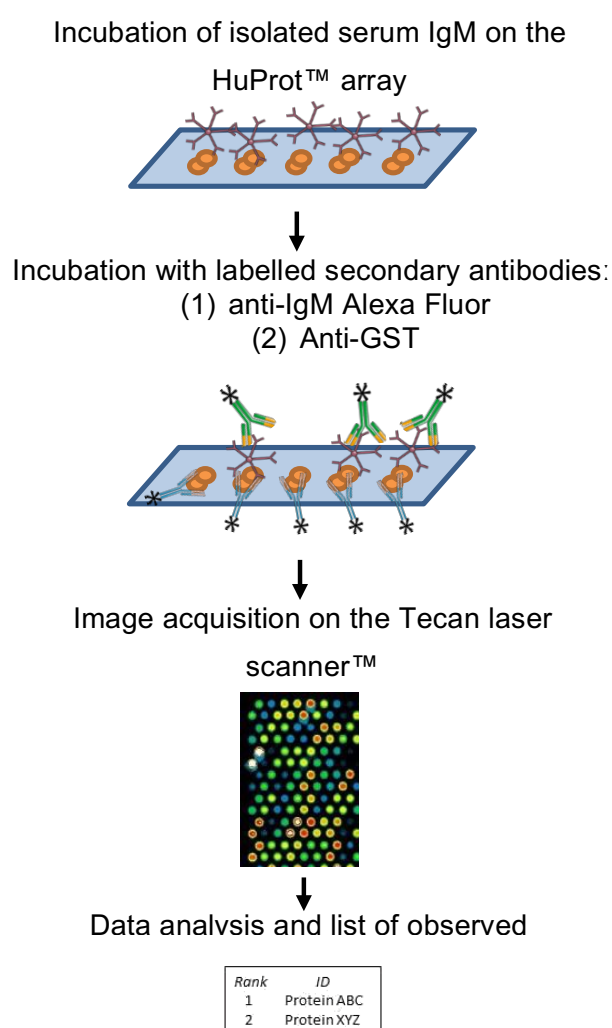 Incubation of isolated serum IgM on the
HuProt™ array
Incubation with labelled secondary antibodies:
(1) anti-IgM Alexa Fluor
(2) Anti-GST
Image acquisition on the Tecan laser
scanner™
Data analysis and list of observed
Rank ID
1 Protein ABC
2 Protein XYZ